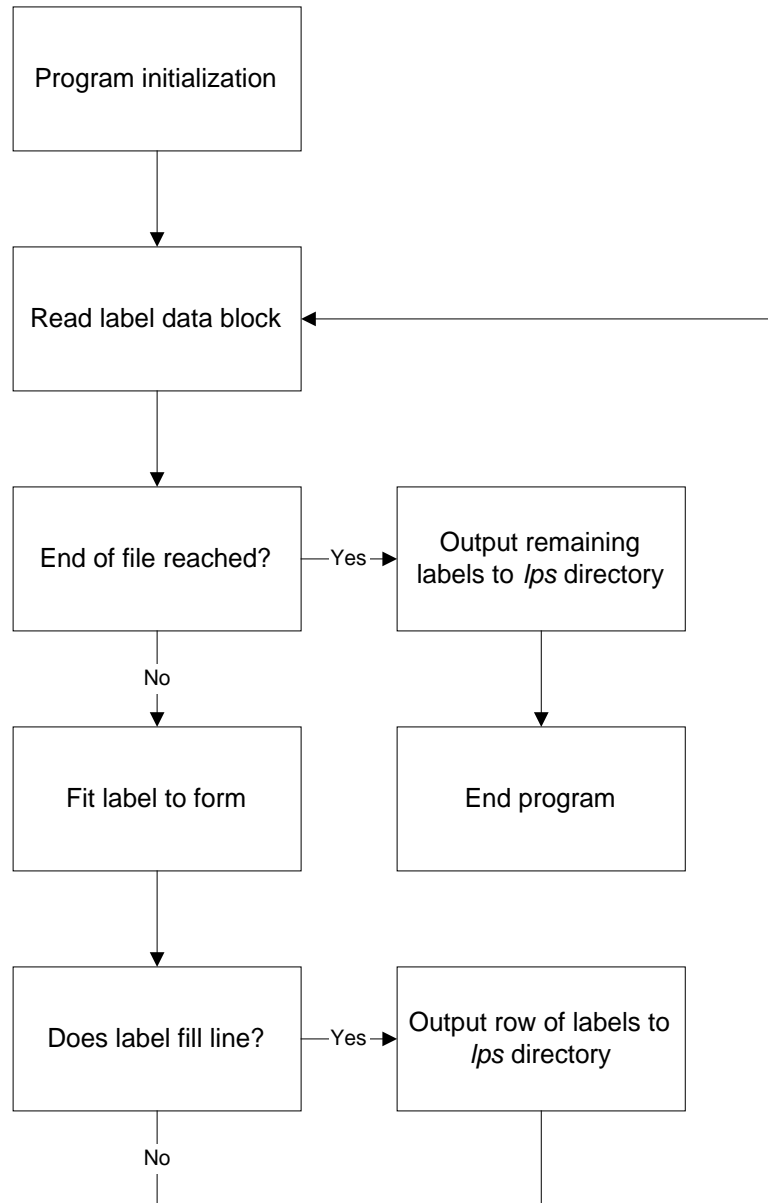 Program initialization
Read label data block
End of file reached?
Yes
Output remaining
labels to lps directory
No
Fit label to form
End program
Does label fill line?
Yes
Output row of labels to
lps directory
No